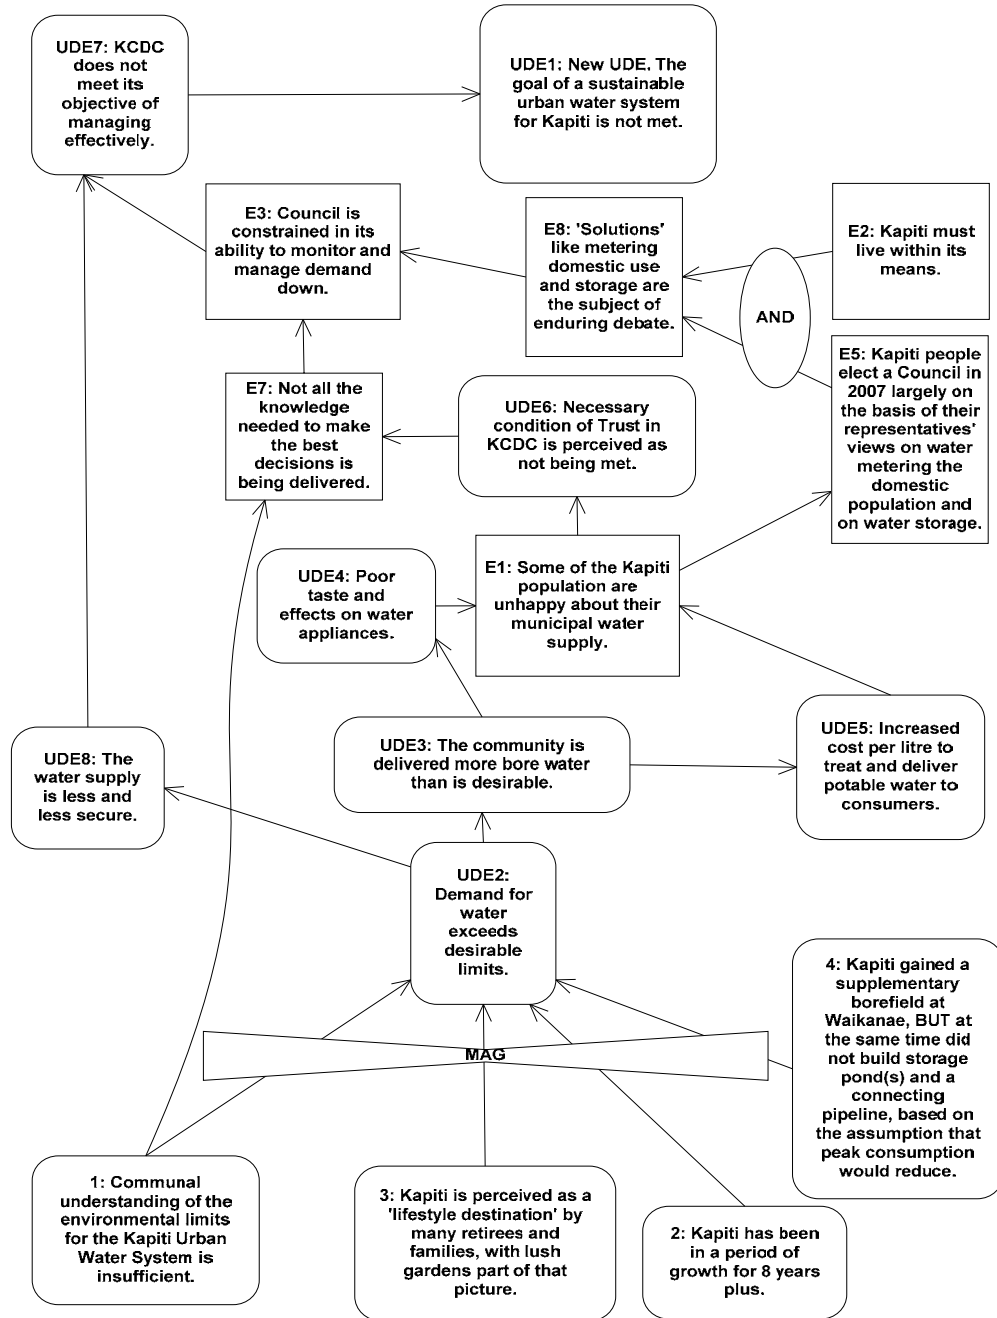 UDE7: KCDC
does not
meet its
objective of
managing
effectively.
UDE1: New UDE. The
goal of a sustainable
urban water system
for Kapiti is not met.
E3: Council is
constrained in its
ability to monitor and
manage demand
down.
E8: 'Solutions'
like metering
domestic use
and storage are
the subject of
enduring debate.
AND
E2: Kapiti must
live within its
means.
E5: Kapiti people
elect a Council in
2007 largely on
the basis of their
representatives'
views on water
metering the
domestic
population and
on water storage.
E7: Not all the
knowledge
needed to make
the best
decisions is
being delivered.
UDE6: Necessary
condition of Trust in
KCDC is perceived as
not being met.
UDE4: Poor
taste and
effects on water
appliances.
E1: Some of the Kapiti
population are
unhappy about their
municipal water
supply.
UDE8: The
water supply
is less and
less secure.
UDE3: The community is
delivered more bore water
than is desirable.
UDE5: Increased
cost per litre to
treat and deliver
potable water to
consumers.
UDE2:
Demand for
water
exceeds
desirable
limits.
MAG
4: Kapiti gained a
supplementary
borefield at
Waikanae, BUT at
the same time did
not build storage
pond(s) and a
connecting
pipeline, based on
the assumption that
peak consumption
would reduce.
1: Communal
understanding of the
environmental limits
for the Kapiti Urban
Water System is
insufficient.
3: Kapiti is perceived as a
'lifestyle destination' by
many retirees and
families, with lush
gardens part of that
picture.
2: Kapiti has been
in a period of
growth for 8 years
plus.